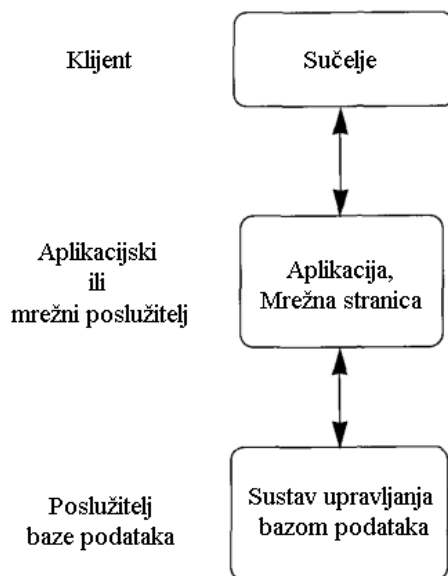 Klijent
Sučelje
Aplikacijski
ili
mrežni poslužitelj
Aplikacija,
Mrežna stranica
Poslužitelj
baze podataka
Sustav upravljanja
bazom podataka